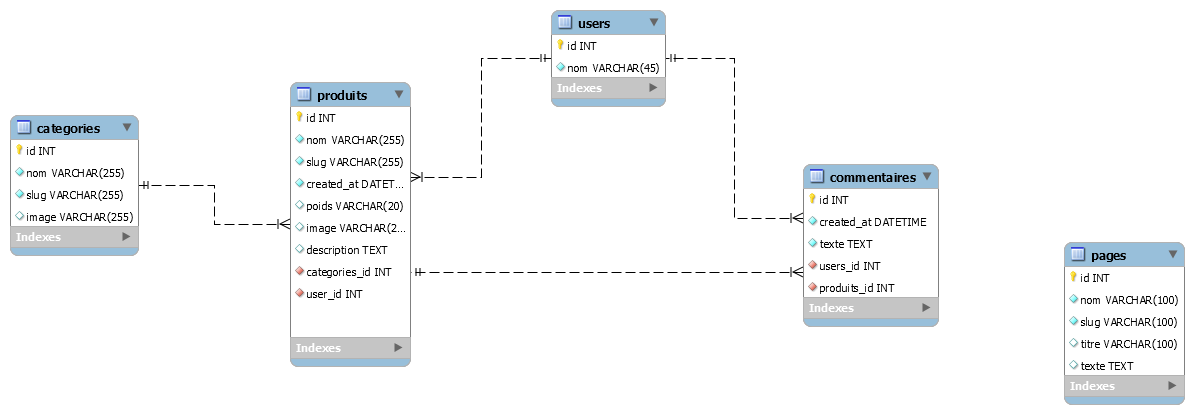 users
id INT
nom VARCHAR(45)
Indexes
produits
id INT
nom VARCHAR(255)
slug VARCHAR(255)
created_at DATET...
poids VARCHAR(20)
image VARCHAR(2...
description TEXT
categories_id INT
user_id INT
Indexes
categories
id INT
nom VARCHAR(255)
slug VARCHAR(255)
image VARCHAR(255)
Indexes
commentaires
id INT
created_at DATETIME
texte TEXT
users_id INT
produits_id INT
Indexes
pages
id INT
nom VARCHAR(100)
slug VARCHAR(100)
titre VARCHAR(100)
texte TEXT
Indexes